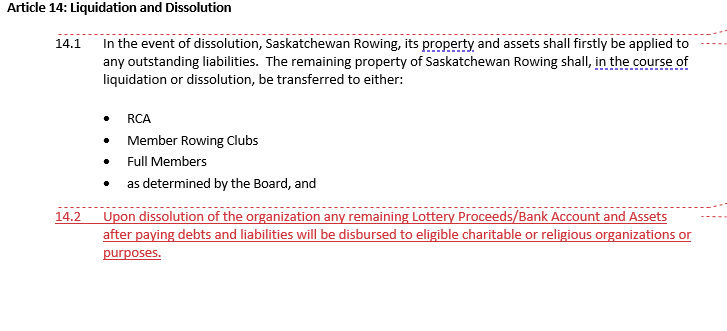 Article 14: Liquidation and Dissolution
14.1 In the event of dissolution, Saskatchewan Rowing, its property and assets shall firstly be applied to
any outstanding liabilities.  The remaining property of Saskatchewan Rowing shall, in the course of
liquidation or dissolution, be transferred to either:
• RCA
• Member Rowing Clubs
• Full Members
• as determined by the Board, and
14.2 Upon dissolution of the organization any remaining Lottery Proceeds/Bank Account and Assets
after paying debts and liabilities will be disbursed to eligible charitable or religious organizations or
purposes.